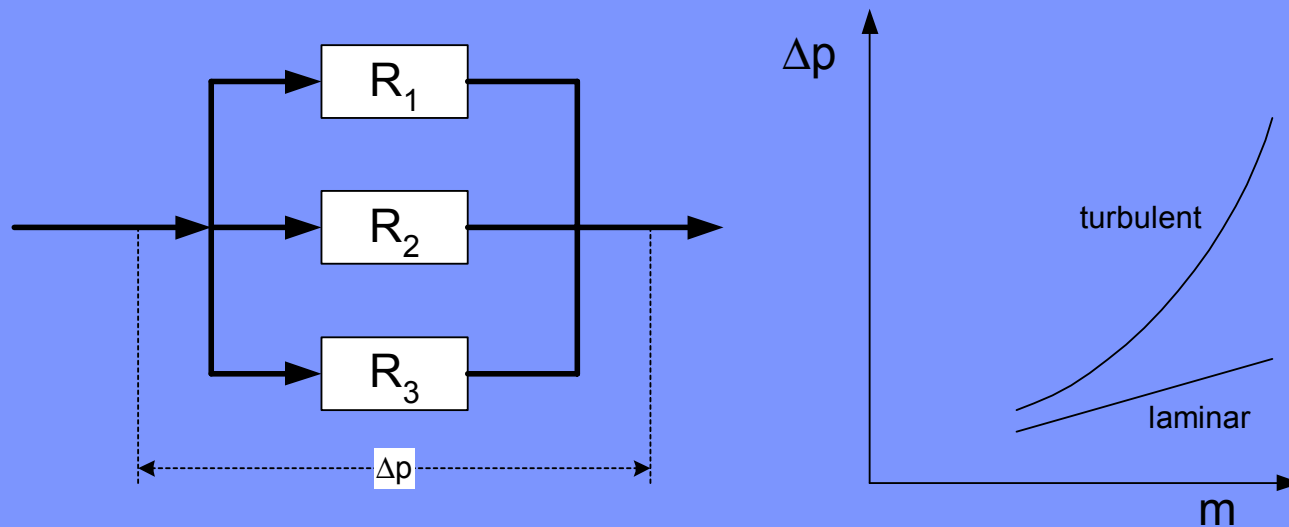 R₁
R₂
R₃
Δp
Δp
turbulent
laminar
m